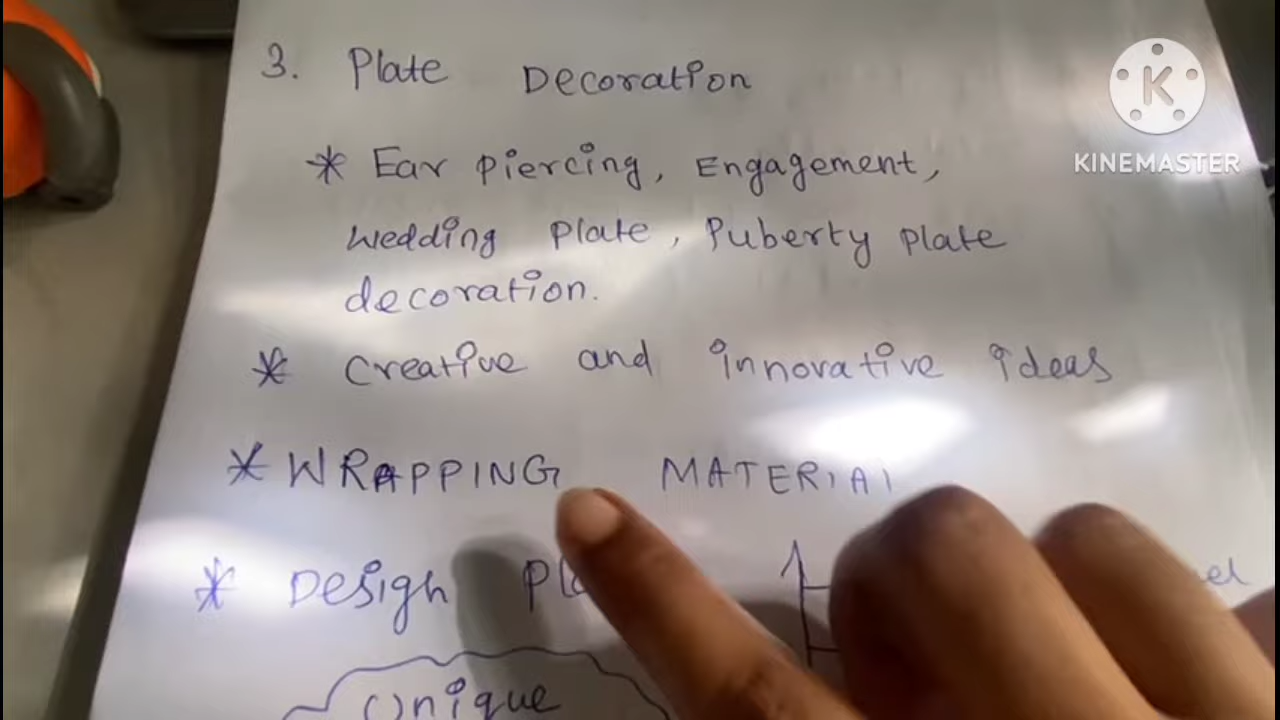 3. Plate Decoration
* Ear piercing, Engagement,
wedding plate, Puberty plate
decoration.
* Creative and innovative ideas
* WRAPPING MATERIAL
* Design
Unique
K
KINEMASTER